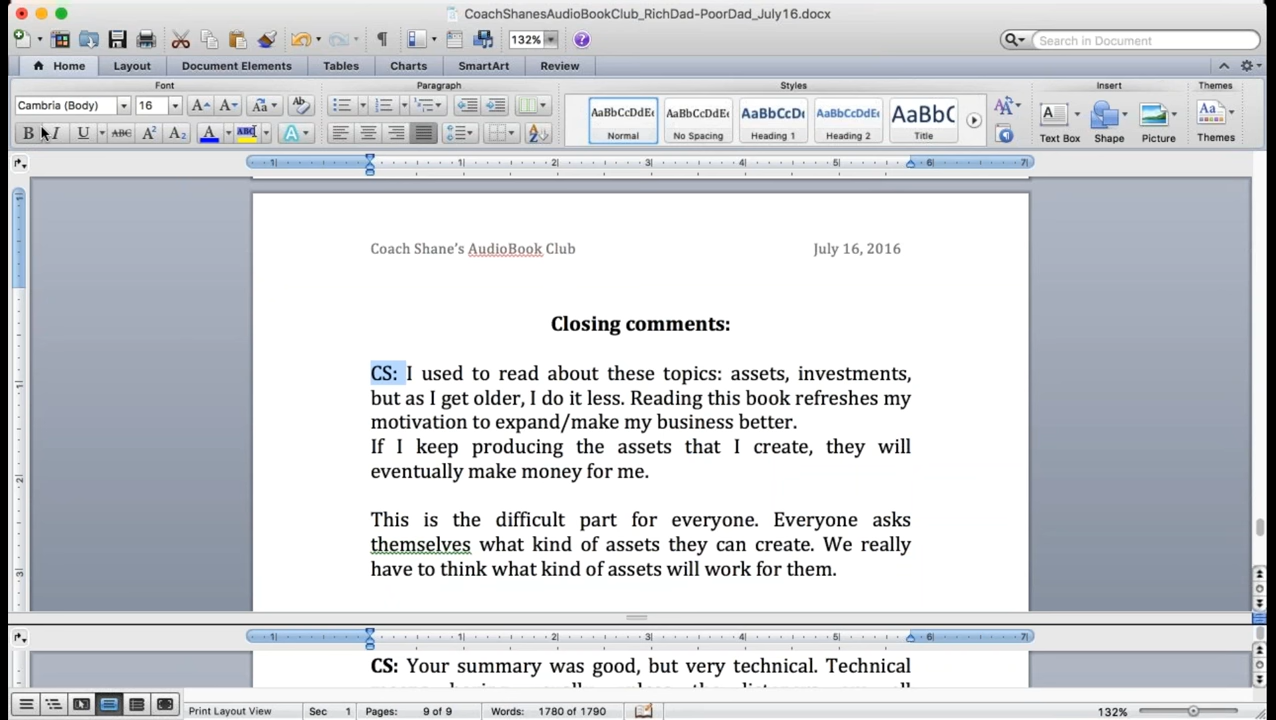 CoachShanesAudioBookClub_RichDad-PoorDad_July16.docx
132%
Search in Document
Home Layout Document Elements Tables Charts SmartArt Review
Font Paragraph Styles Insert Themes
Cambria (Body) 16
AaBbCcDdEe AaBbCcDdEe AaBbCcDd AaBbCcDdEe AaBbC
Normal No Spacing Heading 1 Heading 2 Title
Text Box Shape Picture Themes
Coach Shane's AudioBook Club July 16, 2016
Closing comments:
CS: I used to read about these topics: assets, investments,
but as I get older, I do it less. Reading this book refreshes my
motivation to expand/make my business better.
If I keep producing the assets that I create, they will
eventually make money for me.
This is the difficult part for everyone. Everyone asks
themselves what kind of assets they can create. We really
have to think what kind of assets will work for them.
CS: Your summary was good, but very technical. Technical
Print Layout View Sec 1 Pages: 9 of 9 Words: 1780 of 1790 132%